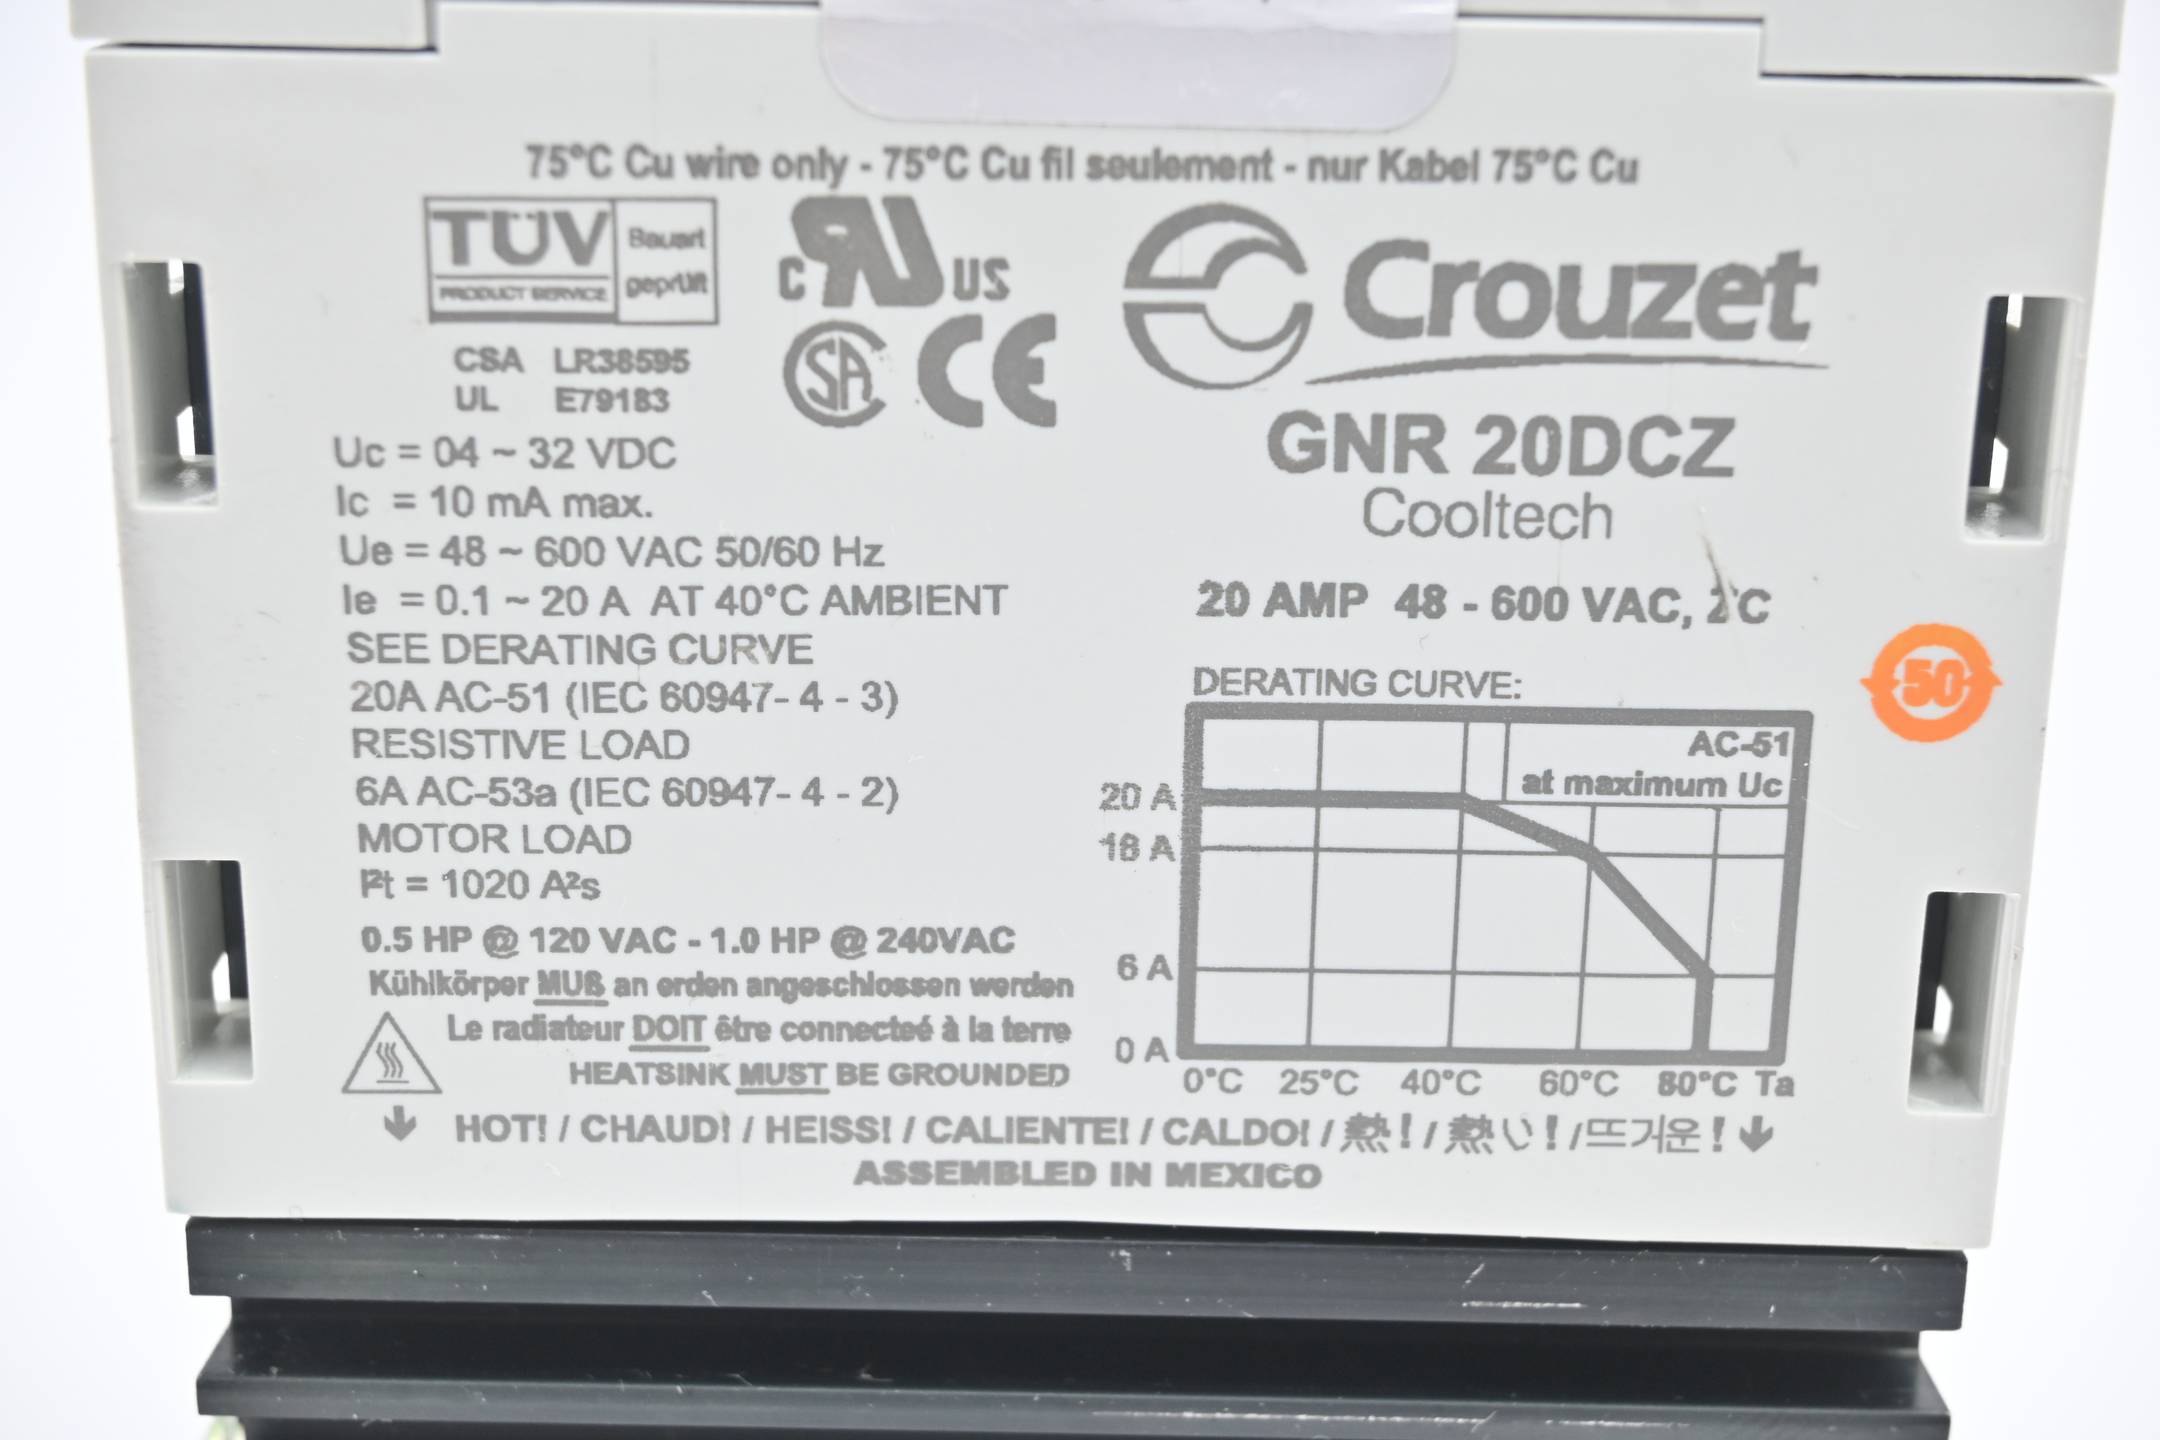 75°C Cu wire only - 75°C Cu fil seulement - nur Kabel 75°C Cu
TÜV
PRODUCT SERVICE
Bauart
geprüft
C RU US
SA CE
Crouzet
CSA LR38595
UL E79183
GNR 20DCZ
Cooltech
20 AMP 48 - 600 VAC, ZC
Uc = 04 ~ 32 VDC
Ic = 10 mA max.
Ue = 48 ~ 600 VAC 50/60 Hz
Ie = 0.1 ~ 20 A AT 40°C AMBIENT
SEE DERATING CURVE
20A AC-51 (IEC 60947- 4 - 3)
RESISTIVE LOAD
6A AC-53a (IEC 60947- 4 - 2)
MOTOR LOAD
I²t = 1020 A²s
0.5 HP @ 120 VAC - 1.0 HP @ 240VAC
Kühlkörper MUß an erden angeschlossen werden
Le radiateur DOIT être connecteé à la terre
HEATSINK MUST BE GROUNDED
DERATING CURVE:
AC-51
at maximum Uc
20 A
18 A
6 A
0 A
0°C 25°C 40°C 60°C 80°C Ta
50
HOT! / CHAUD! / HEISS! / CALIENTE! / CALDO! / 熱! / 熱い! / 뜨거운!
ASSEMBLED IN MEXICO